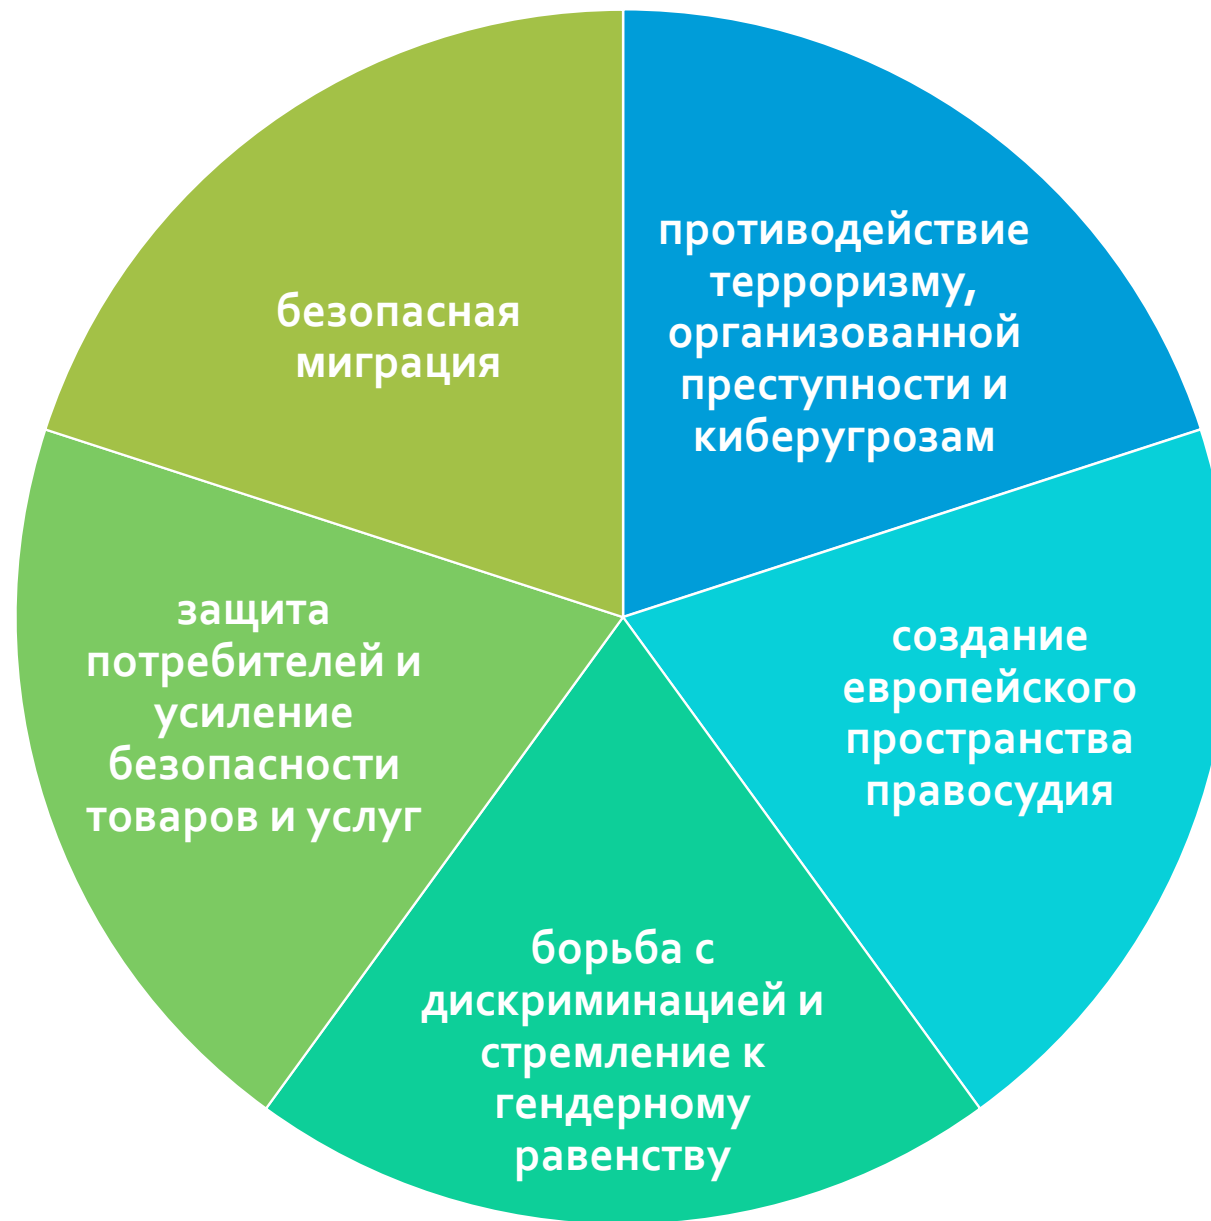 противодействие
терроризму,
организованной
преступности и
киберугрозам
создание
европейского
пространства
правосудия
борьба с
дискриминацией и
стремление к
гендерному
равенству
защита
потребителей и
усиление
безопасности
товаров и услуг
безопасная
миграция